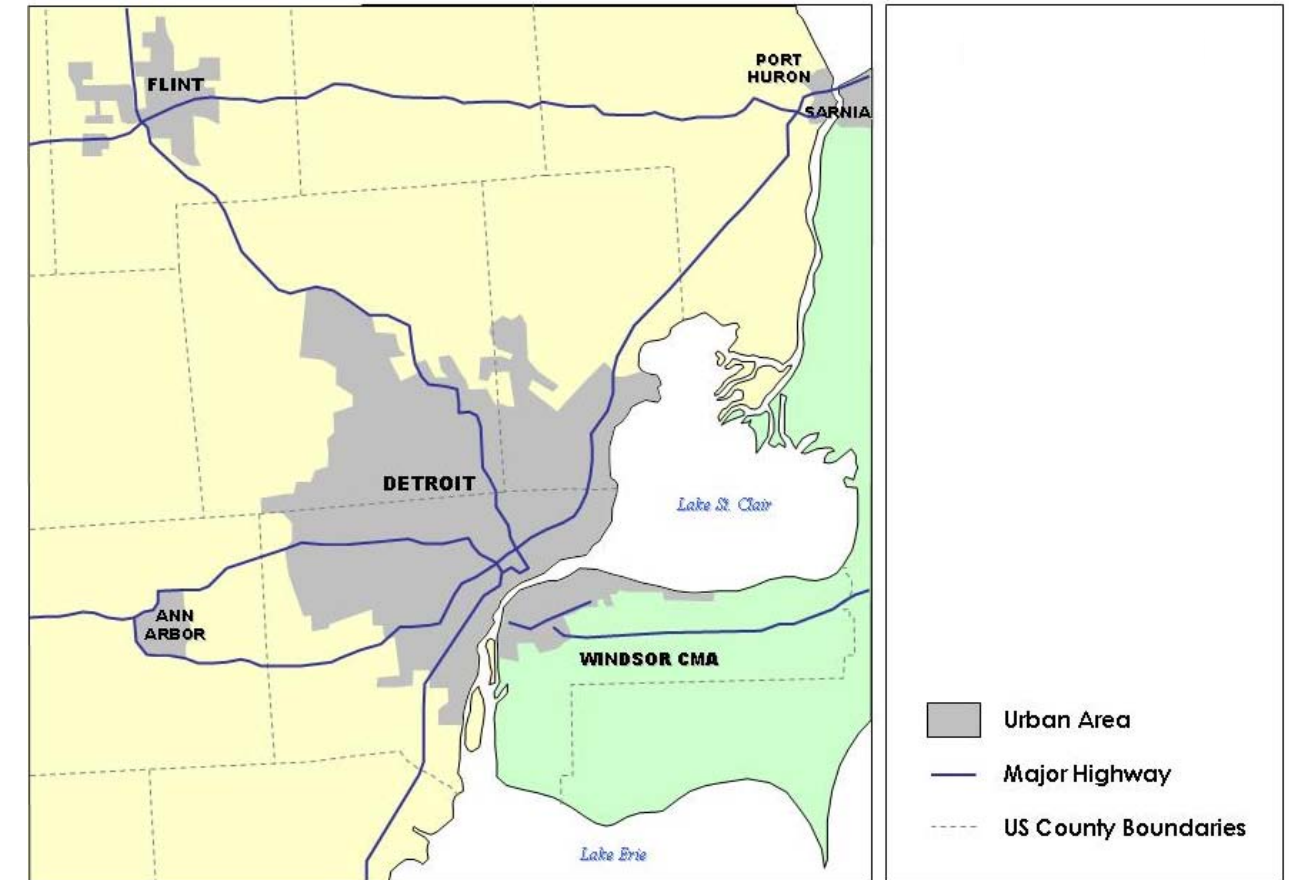 PORT
HURON
FLINT
SARNIA
DETROIT
Lake St. Clair
ANN
ARBOR
WINDSOR CMA
Lake Erie
Urban Area
Major Highway
US County Boundaries